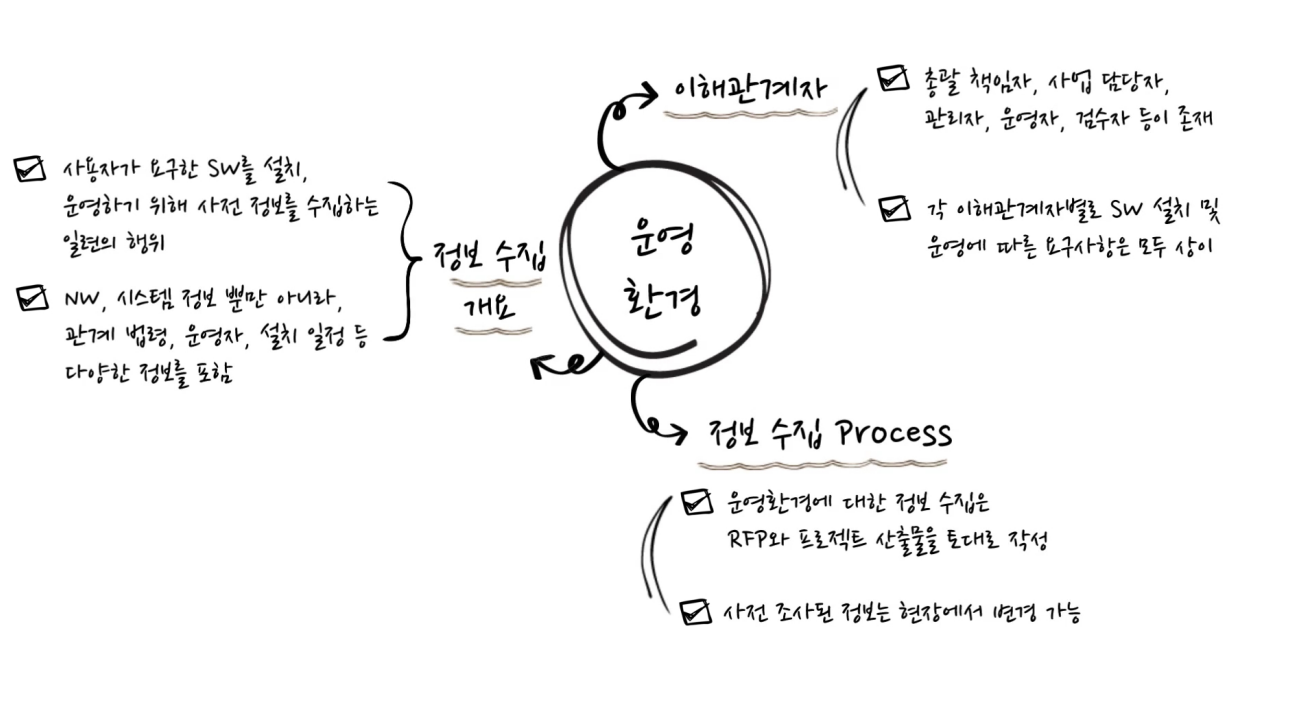 운영
환경
이해관계자
총괄 책임자, 사업 담당자,
관리자, 운영자, 검수자 등이 존재
각 이해관계자별로 SW 설치 및
운영에 따른 요구사항은 모두 상이
정보 수집
개요
사용자가 요구한 SW를 설치,
운영하기 위해 사전 정보를 수집하는
일련의 행위
NW, 시스템 정보 뿐만 아니라,
관계 법령, 운영자, 설치 일정 등
다양한 정보를 포함
정보 수집 Process
운영환경에 대한 정보 수집은
RFP와 프로젝트 산출물을 토대로 작성
사전 조사된 정보는 현장에서 변경 가능